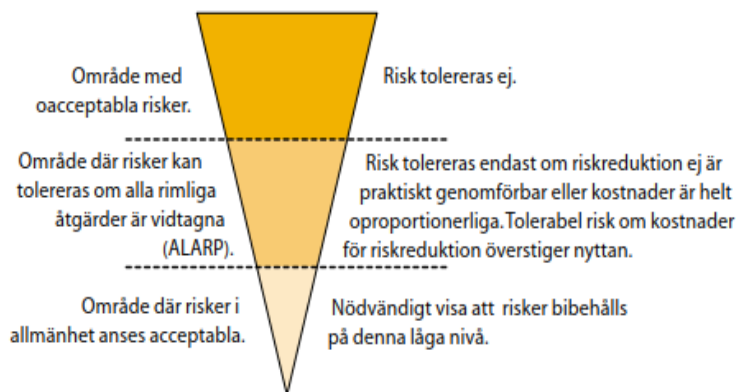 Område med
oacceptabla risker.
Risk tolereras ej.
Område där risker kan
tolereras om alla rimliga
åtgärder är vidtagna
(ALARP).
Risk tolereras endast om riskreduktion ej är
praktiskt genomförbar eller kostnader är helt
oproportionerliga. Tolerabel risk om kostnader
för riskreduktion överstiger nyttan.
Område där risker i
allmänhet anses acceptabla.
Nödvändigt visa att risker bibehålls
på denna låga nivå.